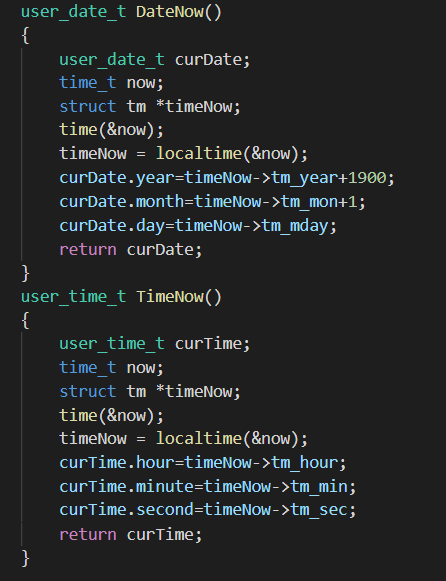 user_date_t DateNow()
{
    user_date_t curDate;
    time_t now;
    struct tm *timeNow;
    time(&now);
    timeNow = localtime(&now);
    curDate.year=timeNow->tm_year+1900;
    curDate.month=timeNow->tm_mon+1;
    curDate.day=timeNow->tm_mday;
    return curDate;
}
user_time_t TimeNow()
{
    user_time_t curTime;
    time_t now;
    struct tm *timeNow;
    time(&now);
    timeNow = localtime(&now);
    curTime.hour=timeNow->tm_hour;
    curTime.minute=timeNow->tm_min;
    curTime.second=timeNow->tm_sec;
    return curTime;
}